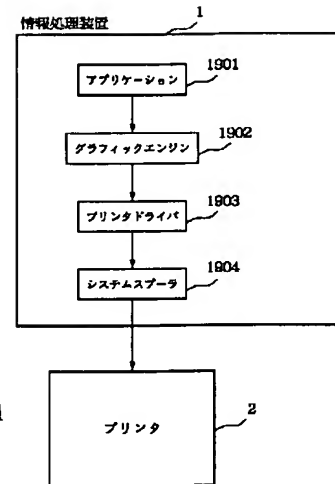 情報処理装置
1
アプリケーション
1901
グラフィックエンジン
1902
プリンタドライバ
1903
システムスプーラ
1904
プリンタ
2